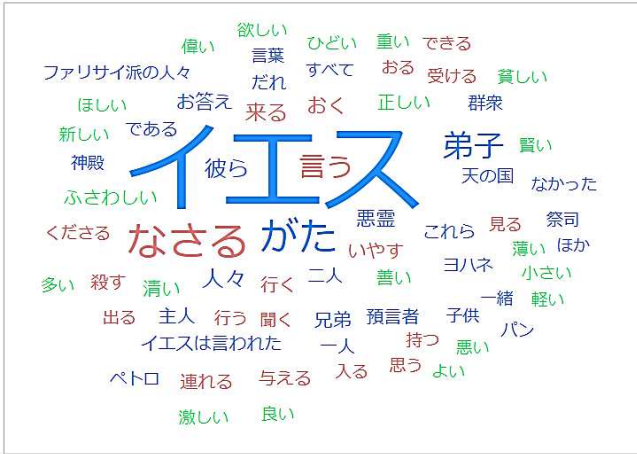 欲しい
偉い 言葉 ひどい 重い できる
ファリサイ派の人々 だれ すべて おる 受ける 貧しい
ほしい お答え 来る おく 正しい 群衆
新しい である イエス 弟子 賢い
神殿 彼ら 言う 天の国 なかった
ふさわしい
くださる なさる がた 悪霊 いやす これら 見る 祭司
薄い ほか
多い 殺す 清い 人々 行く 二人 善い ヨハネ 小さい
一緒 軽い
出る 主人 行う 聞く 兄弟 預言者 子供 パン
イエスは言われた 一人 持つ 悪い
ペトロ 連れる 与える 入る 思う よい
激しい 良い